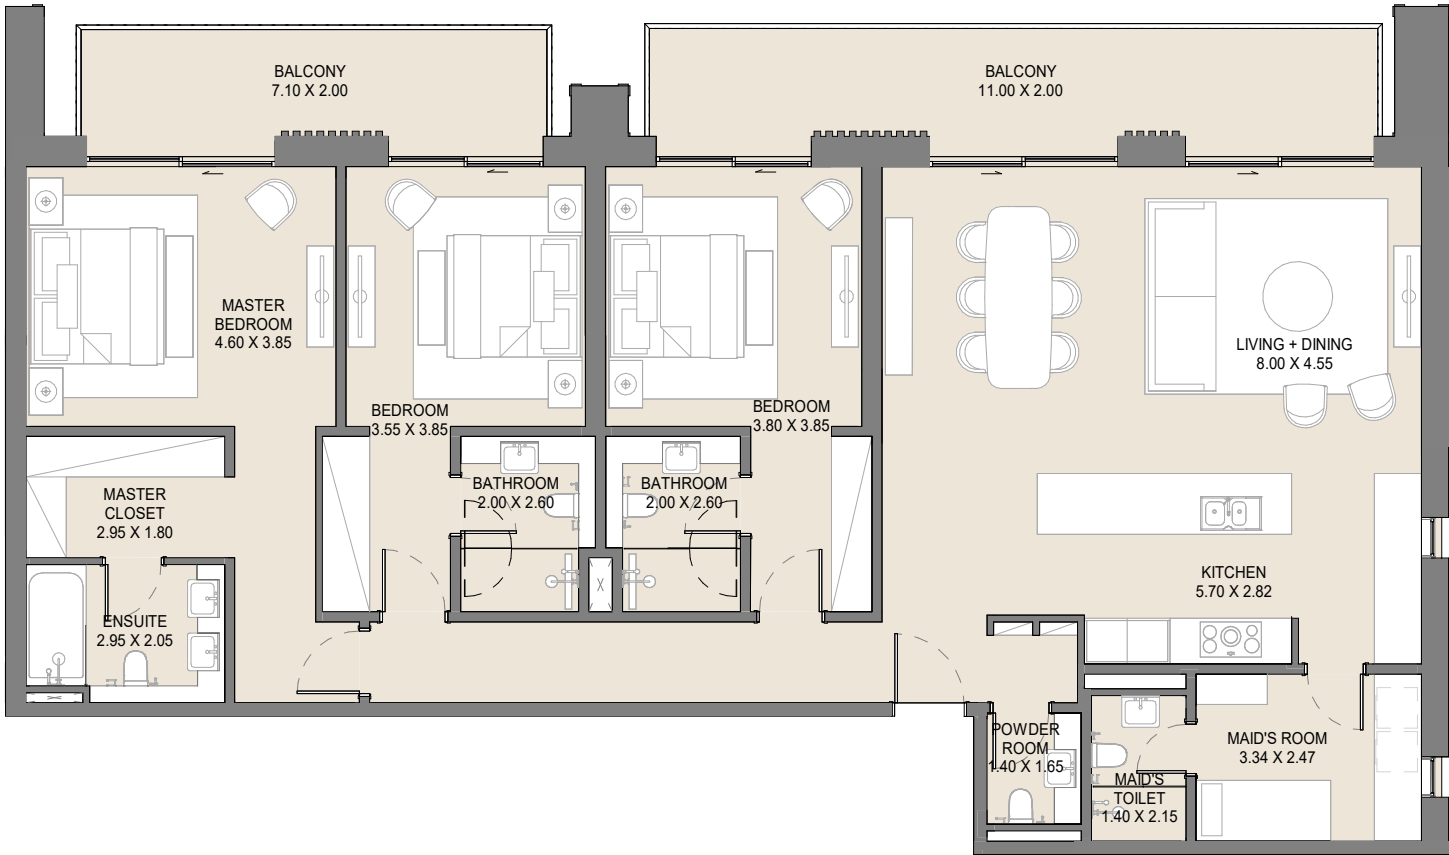 BALCONY
7.10 X 2.00
BALCONY
11.00 X 2.00
MASTER
BEDROOM
4.60 X 3.85
LIVING + DINING
8.00 X 4.55
BEDROOM
3.55 X 3.85
BEDROOM
3.80 X 3.85
MASTER
CLOSET
2.95 X 1.80
BATHROOM
2.00 X 2.60
BATHROOM
2.00 X 2.60
KITCHEN
5.70 X 2.82
ENSUITE
2.95 X 2.05
POWDER
ROOM
1.40 X 1.65
MAID'S ROOM
3.34 X 2.47
MAID'S
TOILET
1.40 X 2.15